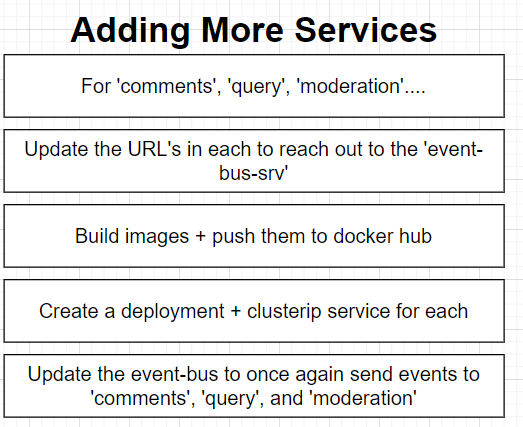 Adding More Services
For 'comments', 'query', 'moderation'....
Update the URL's in each to reach out to the 'event-
bus-srv'
Build images + push them to docker hub
Create a deployment + clusterip service for each
Update the event-bus to once again send events to
'comments', 'query', and 'moderation'